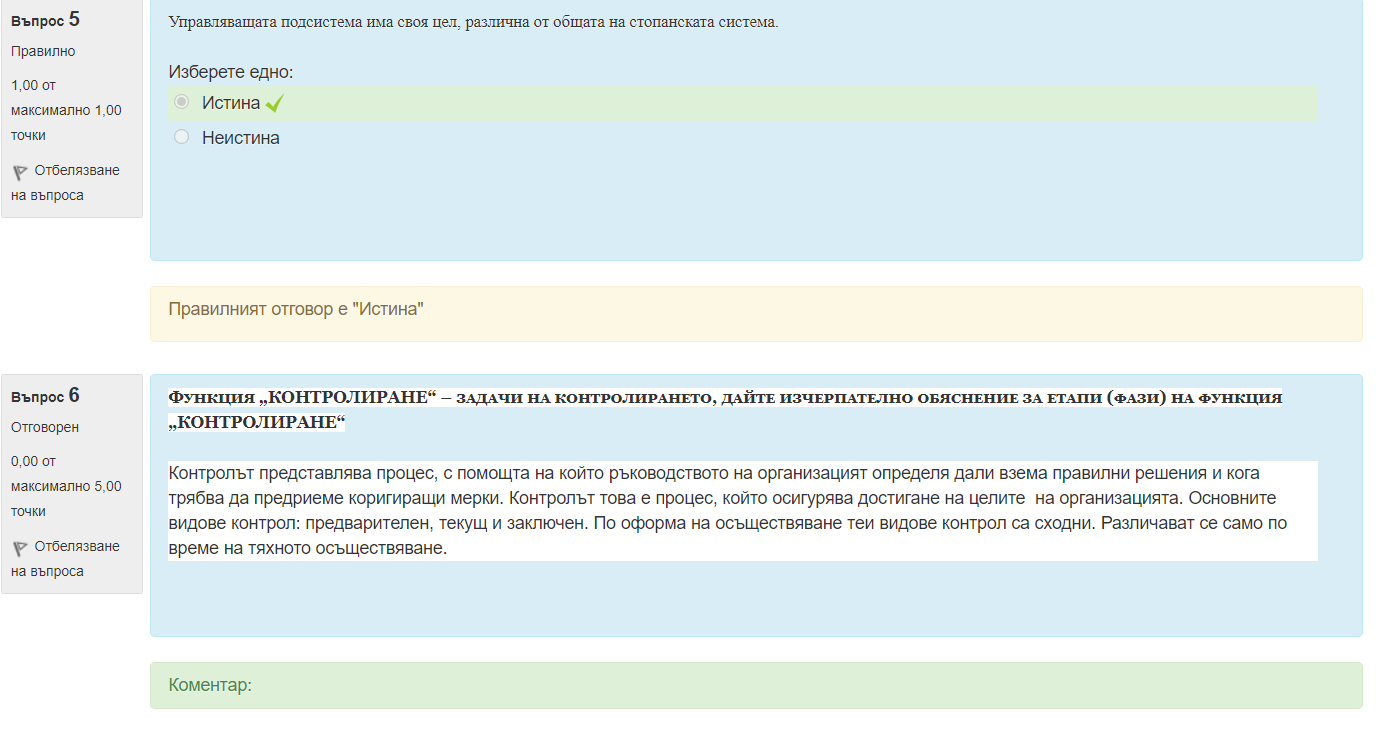 Въпрос 5
Правилно
1,00 от
максимално 1,00
точки
Отбелязване
на въпроса
Управляващата подсистема има своя цел, различна от общата на стопанската система.
Изберете едно:
Истина
Неистина
Правилният отговор е "Истина"
Въпрос 6
Отговорен
0,00 от
максимално 5,00
точки
Отбелязване
на въпроса
Функция „КОНТРОЛИРАНЕ“ – задачи на контролирането, дайте изчерпателно обяснение за етапи (фази) на функция
„КОНТРОЛИРАНЕ“
Контролът представлява процес, с помощта на който ръководството на организацият определя дали взема правилни решения и кога
трябва да предриеме коригиращи мерки. Контролът това е процес, който осигурява достигане на целите на организацията. Основните
видове контрол: предварителен, текущ и заключен. По оформа на осъществяване теи видове контрол са сходни. Различават се само по
време на тяхното осъществяване.
Коментар: